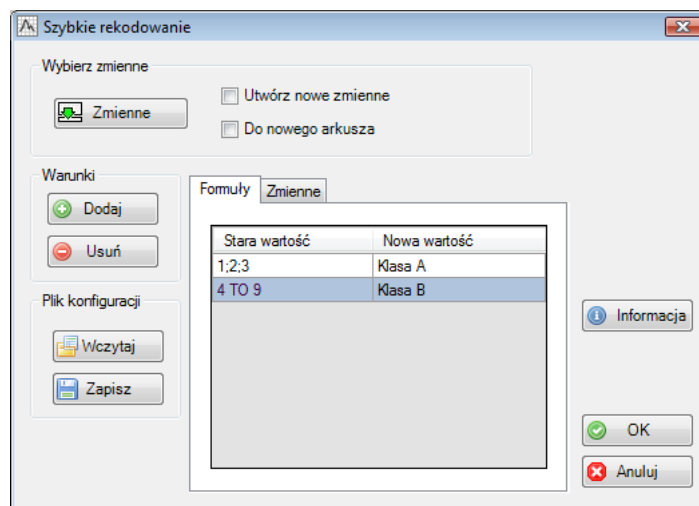 Szybkie rekodowanie
Wybierz zmienne
Zmienne
Utwórz nowe zmienne
Do nowego arkusza
Warunki
Dodaj
Usuń
Plik konfiguracji
Wczytaj
Zapisz
Formuły Zmienne
Stara wartość Nowa wartość
1;2;3 Klasa A
4 TO 9 Klasa B
Informacja
OK
Anuluj